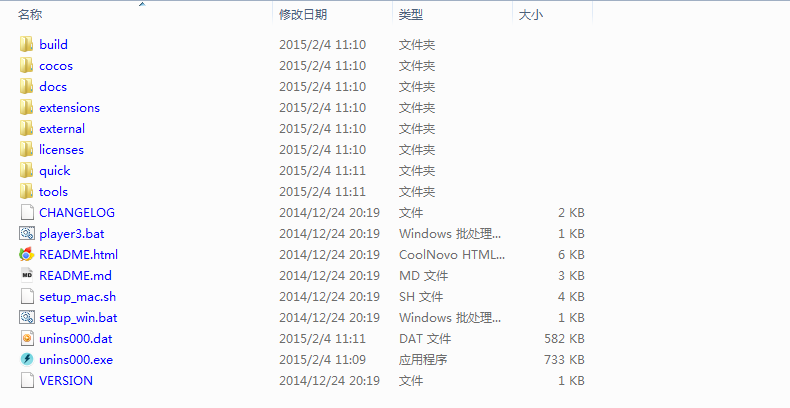 名称 修改日期 类型 大小
build 2015/2/4 11:10 文件夹
cocos 2015/2/4 11:10 文件夹
docs 2015/2/4 11:10 文件夹
extensions 2015/2/4 11:10 文件夹
external 2015/2/4 11:10 文件夹
licenses 2015/2/4 11:10 文件夹
quick 2015/2/4 11:11 文件夹
tools 2015/2/4 11:11 文件夹
CHANGELOG 2014/12/24 20:19 文件 2 KB
player3.bat 2014/12/24 20:19 Windows 批处理... 1 KB
README.html 2014/12/24 20:19 CoolNovo HTML... 6 KB
MD README.md 2014/12/24 20:19 MD 文件 3 KB
setup_mac.sh 2014/12/24 20:19 SH 文件 4 KB
setup_win.bat 2014/12/24 20:19 Windows 批处理... 1 KB
unins000.dat 2015/2/4 11:11 DAT 文件 582 KB
unins000.exe 2015/2/4 11:09 应用程序 733 KB
VERSION 2014/12/24 20:19 文件 1 KB